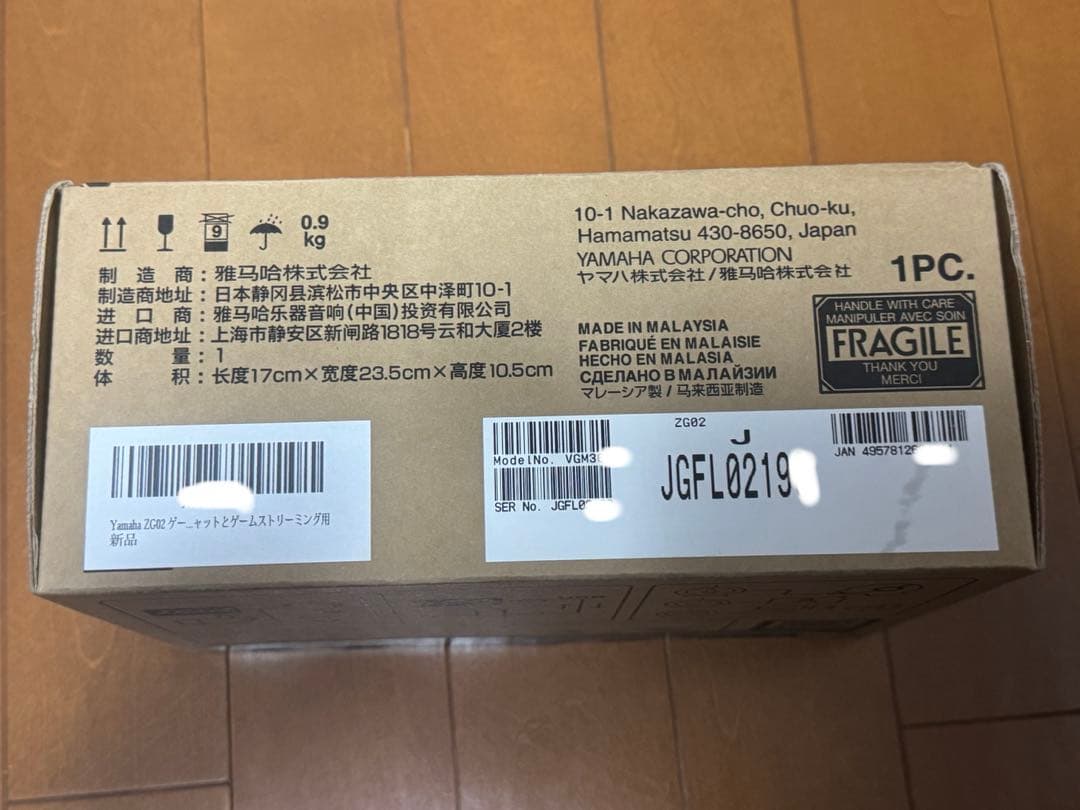 9
0.9
kg
制造商：雅马哈株式会社
制造商地址：日本静冈县滨松市中央区中泽町10-1
进口商：雅马哈乐器音响(中国)投资有限公司
进口商地址：上海市静安区新闸路1818号云和大厦2楼
数量：1
体积：长度17cm×宽度23.5cm×高度10.5cm
10-1 Nakazawa-cho, Chuo-ku,
Hamamatsu 430-8650, Japan
YAMAHA CORPORATION
ヤマハ株式会社/雅马哈株式会社
1PC.
MADE IN MALAYSIA
FABRIQUÉ EN MALAISIE
HECHO EN MALASIA
СДЕЛАНО В МАЛАЙЗИИ
マレーシア製 / 马来西亚制造
HANDLE WITH CARE
MANIPULER AVEC SOIN
FRAGILE
THANK YOU
MERCI
Yamaha ZG02 ゲー...ャットとゲームストリーミング用
新品
ZG02
J
ModelNo. VGM3
SER No. JGFL0
JGFL0219
JAN 49578126